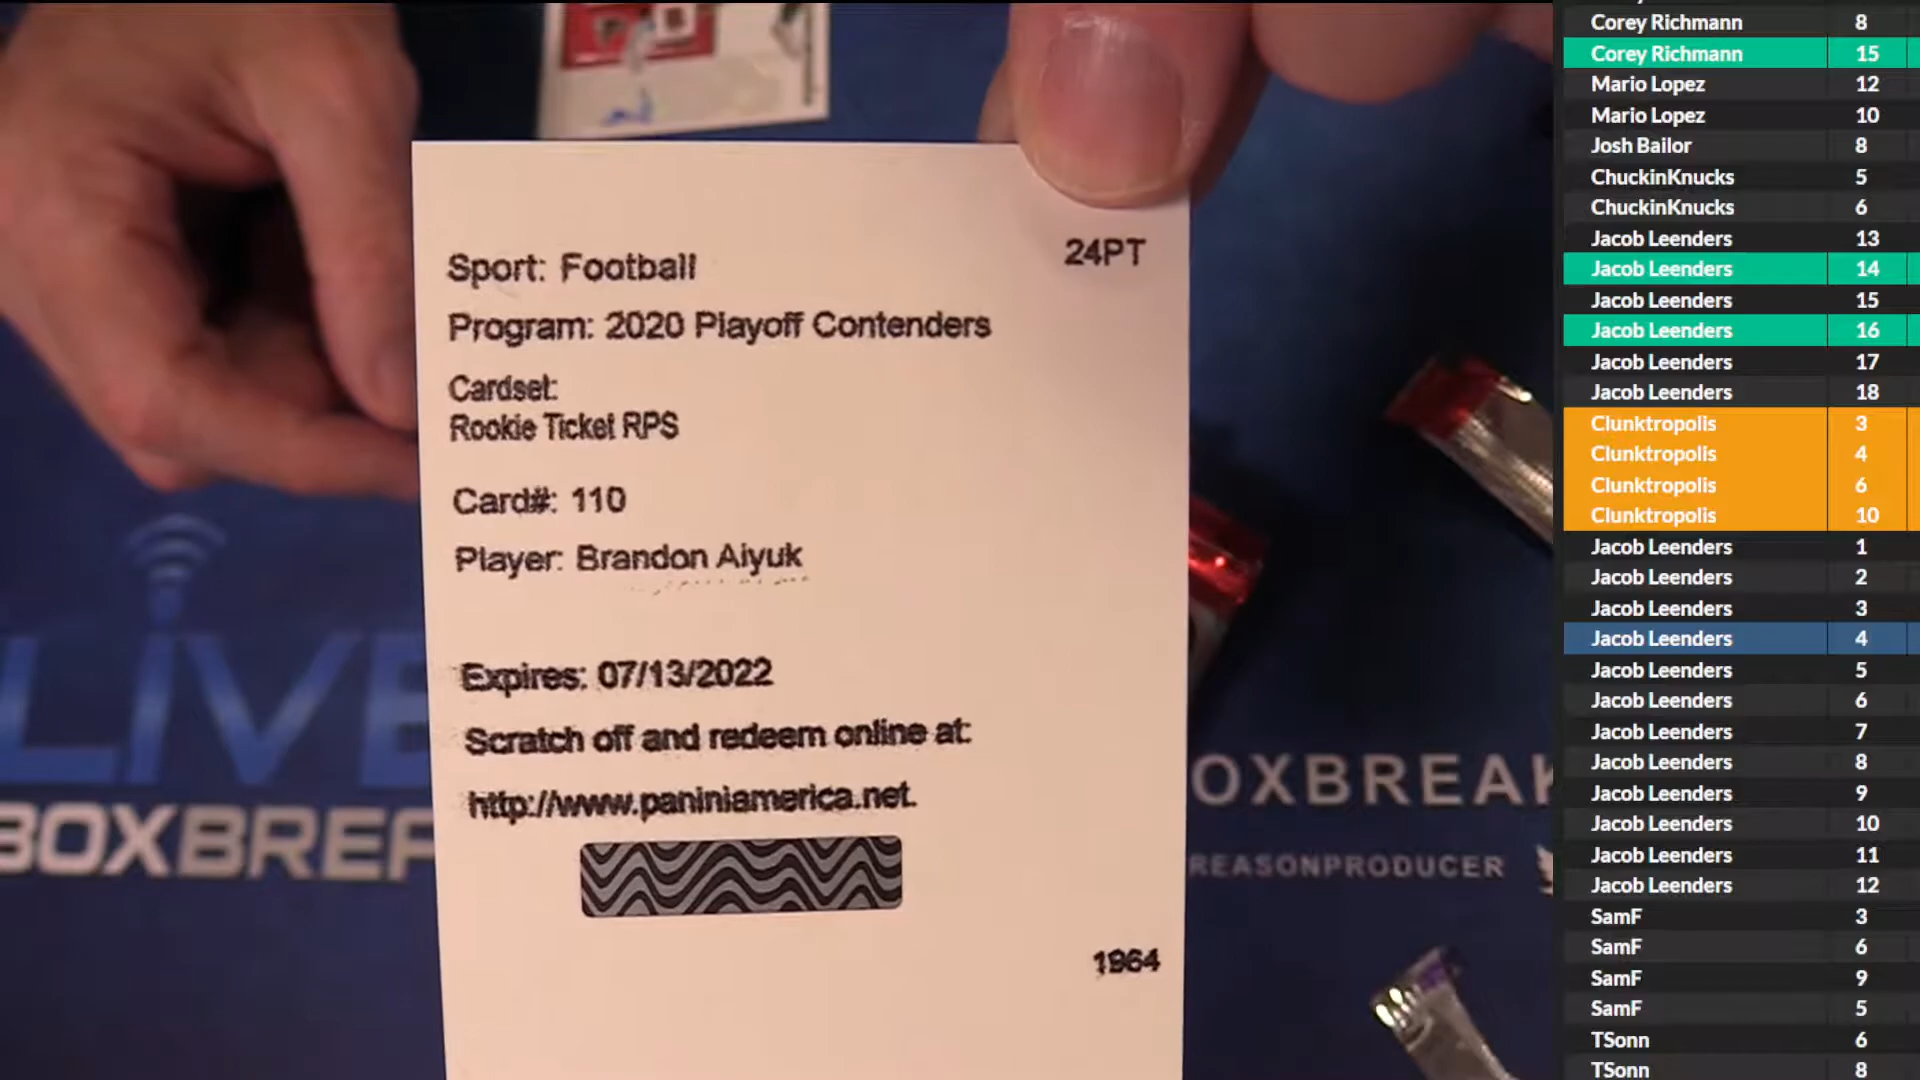 Sport: Football
24PT
Program: 2020 Playoff Contenders
Cardset:
Rookie Ticket RPS
Card#: 110
Player: Brandon Aiyuk
Expires: 07/13/2022
Scratch off and redeem online at:
http://www.paniniamerica.net.
1964
LIVE
BOXBREA
OXBREAK
REASONPRODUCER
Corey Richmann 8
Corey Richmann 15
Mario Lopez 12
Mario Lopez 10
Josh Bailor 8
ChuckinKnucks 5
ChuckinKnucks 6
Jacob Leenders 13
Jacob Leenders 14
Jacob Leenders 15
Jacob Leenders 16
Jacob Leenders 17
Jacob Leenders 18
Clunktropolis 3
Clunktropolis 4
Clunktropolis 6
Clunktropolis 10
Jacob Leenders 1
Jacob Leenders 2
Jacob Leenders 3
Jacob Leenders 4
Jacob Leenders 5
Jacob Leenders 6
Jacob Leenders 7
Jacob Leenders 8
Jacob Leenders 9
Jacob Leenders 10
Jacob Leenders 11
Jacob Leenders 12
SamF 3
SamF 6
SamF 9
SamF 5
TSonn 6
TSonn 8